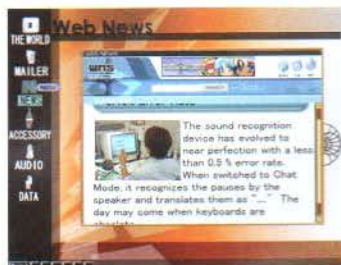 Web News
THE WORLD
MAILER
NEWS
ACCESSORY
AUDIO
DATA
WNS
The sound recognition
device has evolved to
near perfection with a less
than 0.5 % error rate.
When switched to Chat
Mode, it recognizes the pauses by the
speaker and translates them as "...". The
day may come when keyboards are